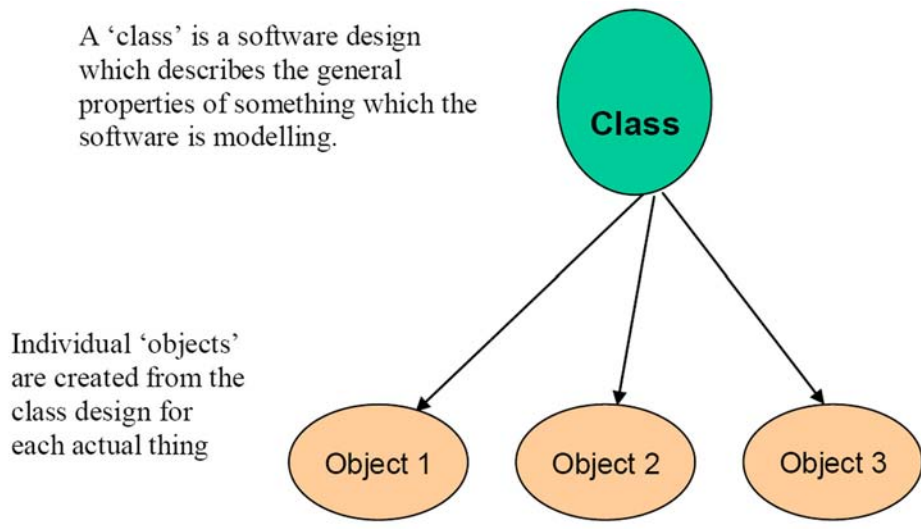 A ‘class’ is a software design
which describes the general
properties of something which the
software is modelling.
Class
Individual ‘objects’
are created from the
class design for
each actual thing
Object 1
Object 2
Object 3